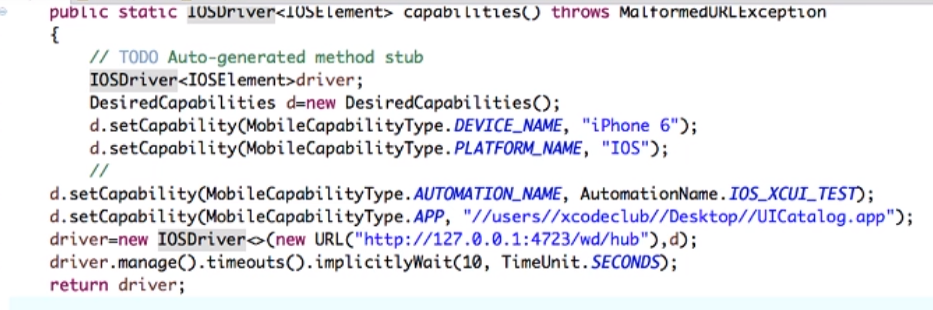 public static IOSDriver<IOSElement> capabilities() throws MalformedURLException
{
// TODO Auto-generated method stub
IOSDriver<IOSElement>driver;
DesiredCapabilities d=new DesiredCapabilities();
d.setCapability(MobileCapabilityType.DEVICE_NAME, "iPhone 6");
d.setCapability(MobileCapabilityType.PLATFORM_NAME, "IOS");
//
d.setCapability(MobileCapabilityType.AUTOMATION_NAME, AutomationName.IOS_XCUI_TEST);
d.setCapability(MobileCapabilityType.APP, "//users//xcodeclub//Desktop//UICatalog.app");
driver=new IOSDriver<>(new URL("http://127.0.0.1:4723/wd/hub"),d);
driver.manage().timeouts().implicitlyWait(10, TimeUnit.SECONDS);
return driver;